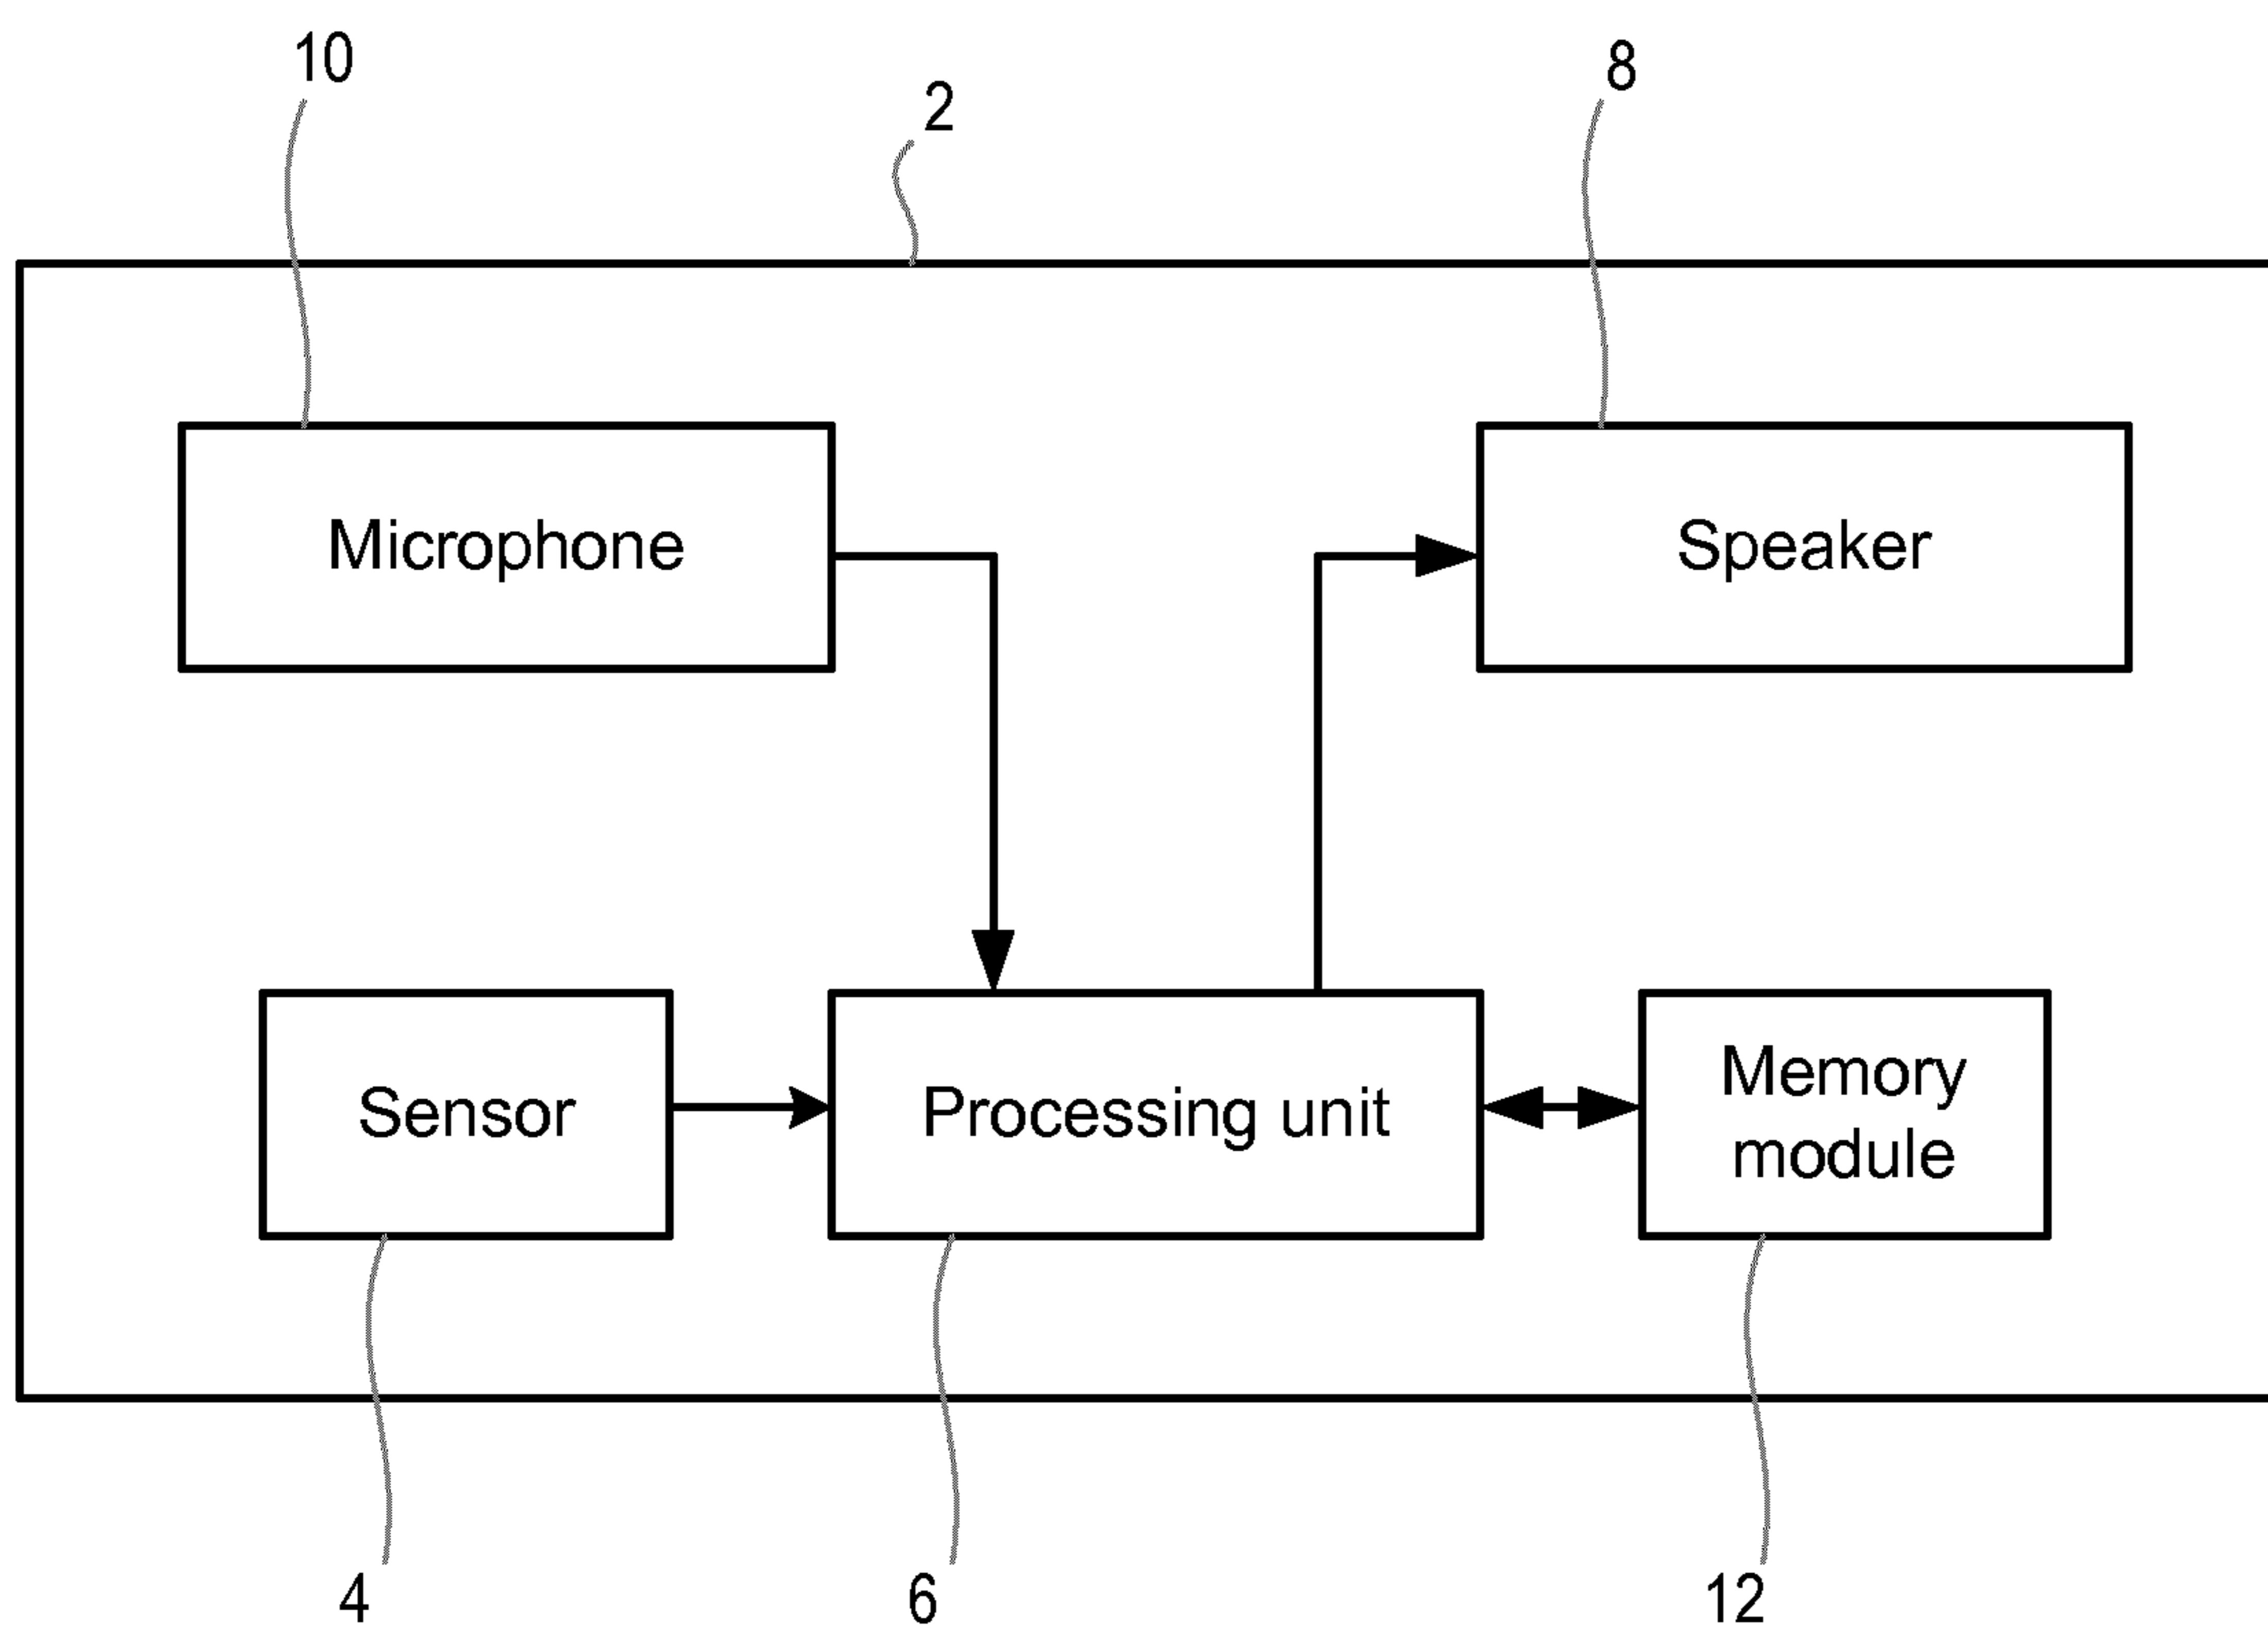 10
2
8
Microphone
Speaker
Sensor
Processing unit
Memory
module
4
6
12